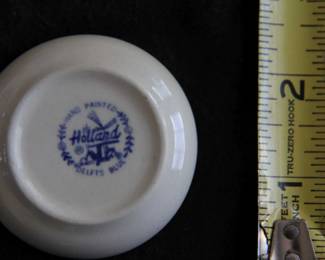 HAND PAINTED
Holland
DELFTS BLUE
2
TRU-ZERO HOOK
1
FEET
INCH